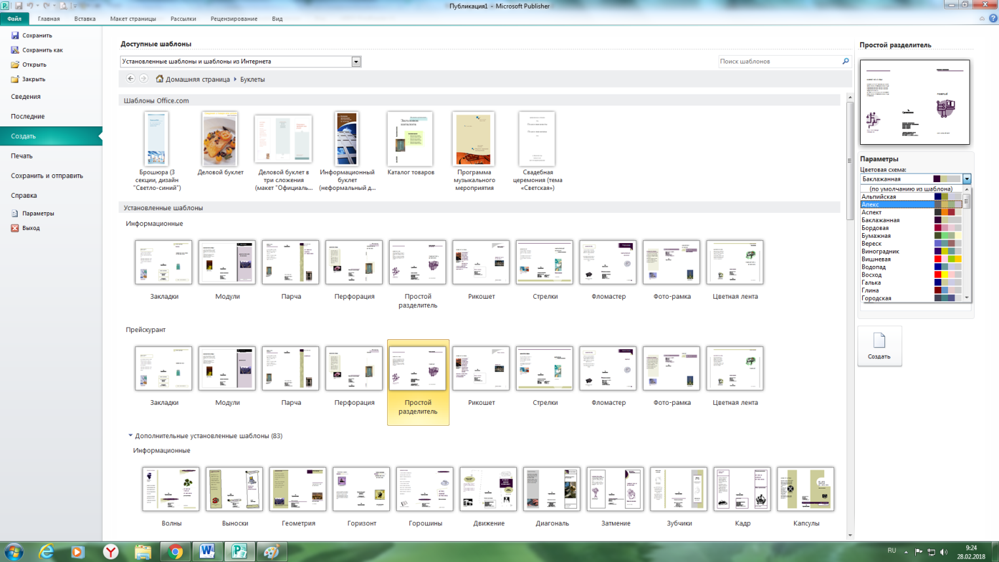 Публикация1 - Microsoft Publisher
Файл Главная Вставка Макет страницы Рассылки Рецензирование Вид
Сохранить
Сохранить как
Открыть
Закрыть
Сведения
Последние
Создать
Печать
Сохранить и отправить
Справка
Параметры
Выход
Доступные шаблоны
Установленные шаблоны и шаблоны из Интернета
Поиск шаблонов
Домашняя страница Буклеты
Шаблоны Office.com
Брошюра (3 секции, дизайн "Светло-синий")
Деловой буклет
Деловой буклет в три сложения (макет "Официаль...
Информационный буклет (неформальный д...
Каталог товаров
Программа музыкального мероприятия
Свадебная церемония (тема «Светская»)
Установленные шаблоны
Информационные
Закладки Модули Парча Перфорация Простой разделитель Рикошет Стрелки Фломастер Фото-рамка Цветная лента
Прейскурант
Закладки Модули Парча Перфорация Простой разделитель Рикошет Стрелки Фломастер Фото-рамка Цветная лента
Дополнительные установленные шаблоны (83)
Информационные
Волны Выноски Геометрия Горизонт Горошины Движение Диагональ Затмение Зубчики Кадр Капсулы
Простой разделитель
Параметры
Цветовая схема:
Баклажанная
(по умолчанию из шаблона)
Альпийская
Апекс
Аспект
Баклажанная
Бордовая
Бумажная
Вереск
Виноградник
Вишневая
Водопад
Восход
Галька
Глина
Городская
Создать
RU
9:24
28.02.2018